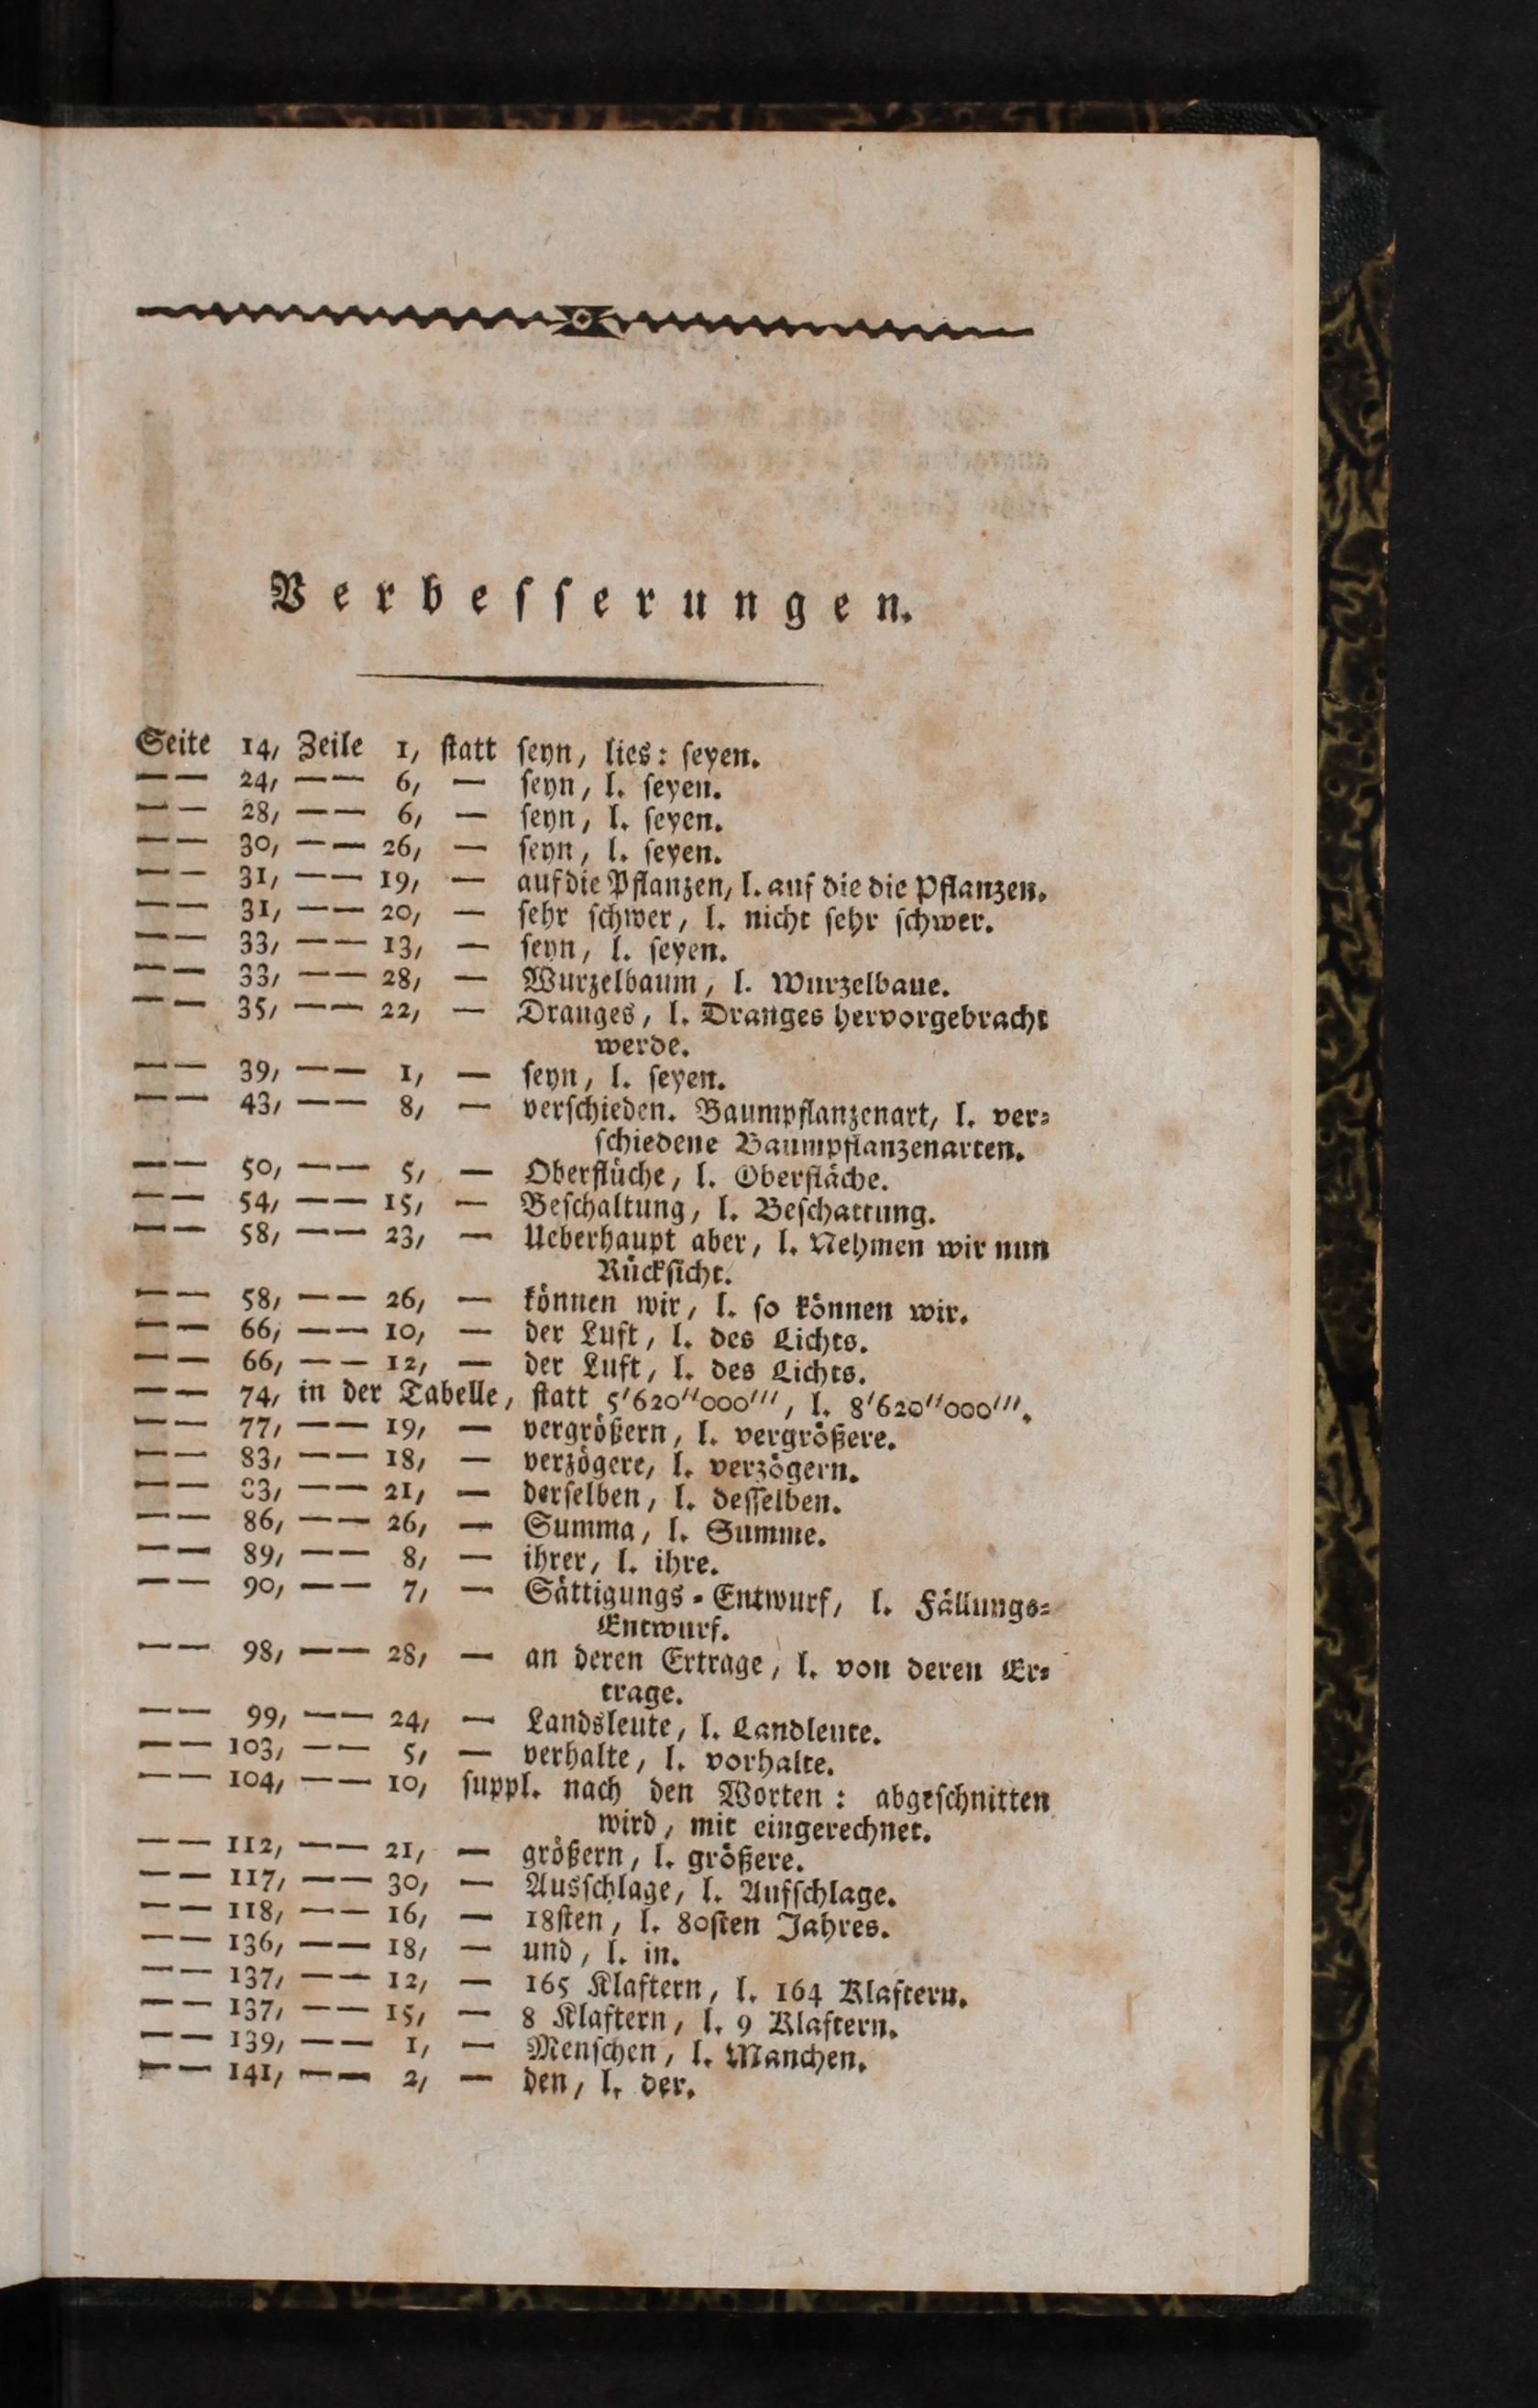 Verbeſſerungen.
Seite 14, Zeile 1, ſtatt ſeyn, lies: ſeyen.
—— 24, —— 6, — ſeyn, l. ſeyen.
—— 28, —— 6, — ſeyn, l. ſeyen.
—— 30, —— 26, — ſeyn, l. ſeyen.
—— 31, —— 19, — auf die Pflanzen, l. auf die die Pflanzen.
—— 31, —— 20, — ſehr ſchwer, l. nicht ſehr ſchwer.
—— 33, —— 13, — ſeyn, l. ſeyen.
—— 33, —— 28, — Wurzelbaum, l. Wurzelbaue.
—— 35, —— 22, — Dranges, l. Dranges hervorgebracht
werde.
—— 39, —— 1, — ſeyn, l. ſeyen.
—— 43, —— 8, — verſchieden. Baumpflanzenart, l. ver⸗
ſchiedene Baumpflanzenarten.
—— 50, —— 5, — Oberflüche, l. Oberfläche.
—— 54, —— 15, — Beſchaltung, l. Beſchattung.
—— 58, —— 23, — Ueberhaupt aber, l. Nehmen wir nun
Rückſicht.
—— 58, —— 26, — können wir, l. ſo können wir.
—— 66, —— 10, — der Luft, l. des Lichts.
—— 66, —— 12, — der Luft, l. des Lichts.
—— 74, in der Tabelle, ſtatt 5'620''000''', l. 8'620''000'''.
—— 77, —— 19, — vergrößern, l. vergrößere.
—— 83, —— 18, — verzögere, l. verzögern.
—— 83, —— 21, — derſelben, l. deſſelben.
—— 86, —— 26, — Summa, l. Summe.
—— 89, —— 8, — ihrer, l. ihre.
—— 90, —— 7, — Sättigungs⸗Entwurf, l. Fällungs⸗
Entwurf.
—— 98, —— 28, — an deren Ertrage, l. von deren Er⸗
trage.
—— 99, —— 24, — Landsleute, l. Landleute.
—— 103, —— 5, — verhalte, l. vorhalte.
—— 104, —— 10, ſuppl. nach den Worten: abgeſchnitten
wird, mit eingerechnet.
—— 112, —— 21, — größern, l. größere.
—— 117, —— 30, — Ausſchlage, l. Aufſchlage.
—— 118, —— 16, — 18ſten, l. 80ſten Jahres.
—— 136, —— 18, — und, l. in.
—— 137, —— 12, — 165 Klaftern, l. 164 Klaftern.
—— 137, —— 15, — 8 Klaftern, l. 9 Klaftern.
—— 139, —— 1, — Menſchen, l. Manchen.
—— 141, —— 2, — den, l. der.